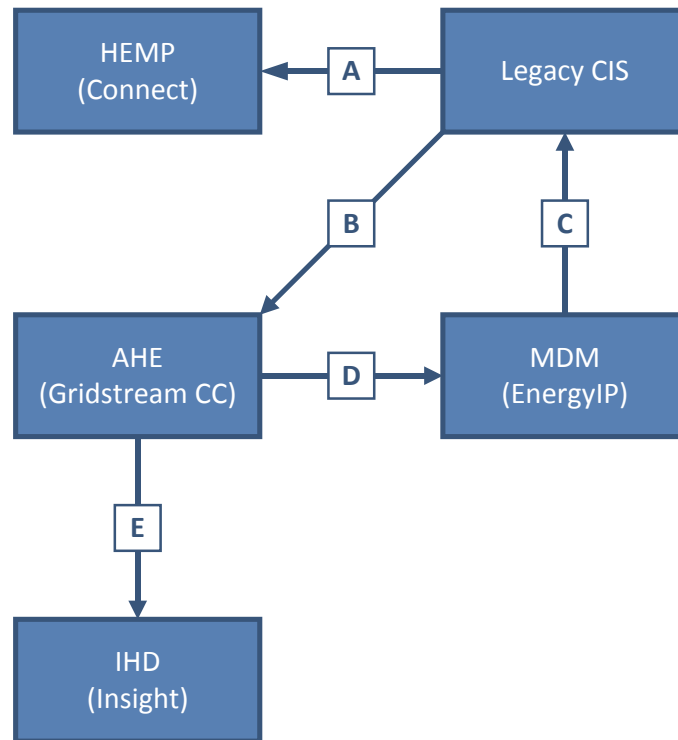 HEMP
(Connect)
A
Legacy CIS
B
C
AHE
(Gridstream CC)
D
MDM
(EnergyIP)
E
IHD
(Insight)